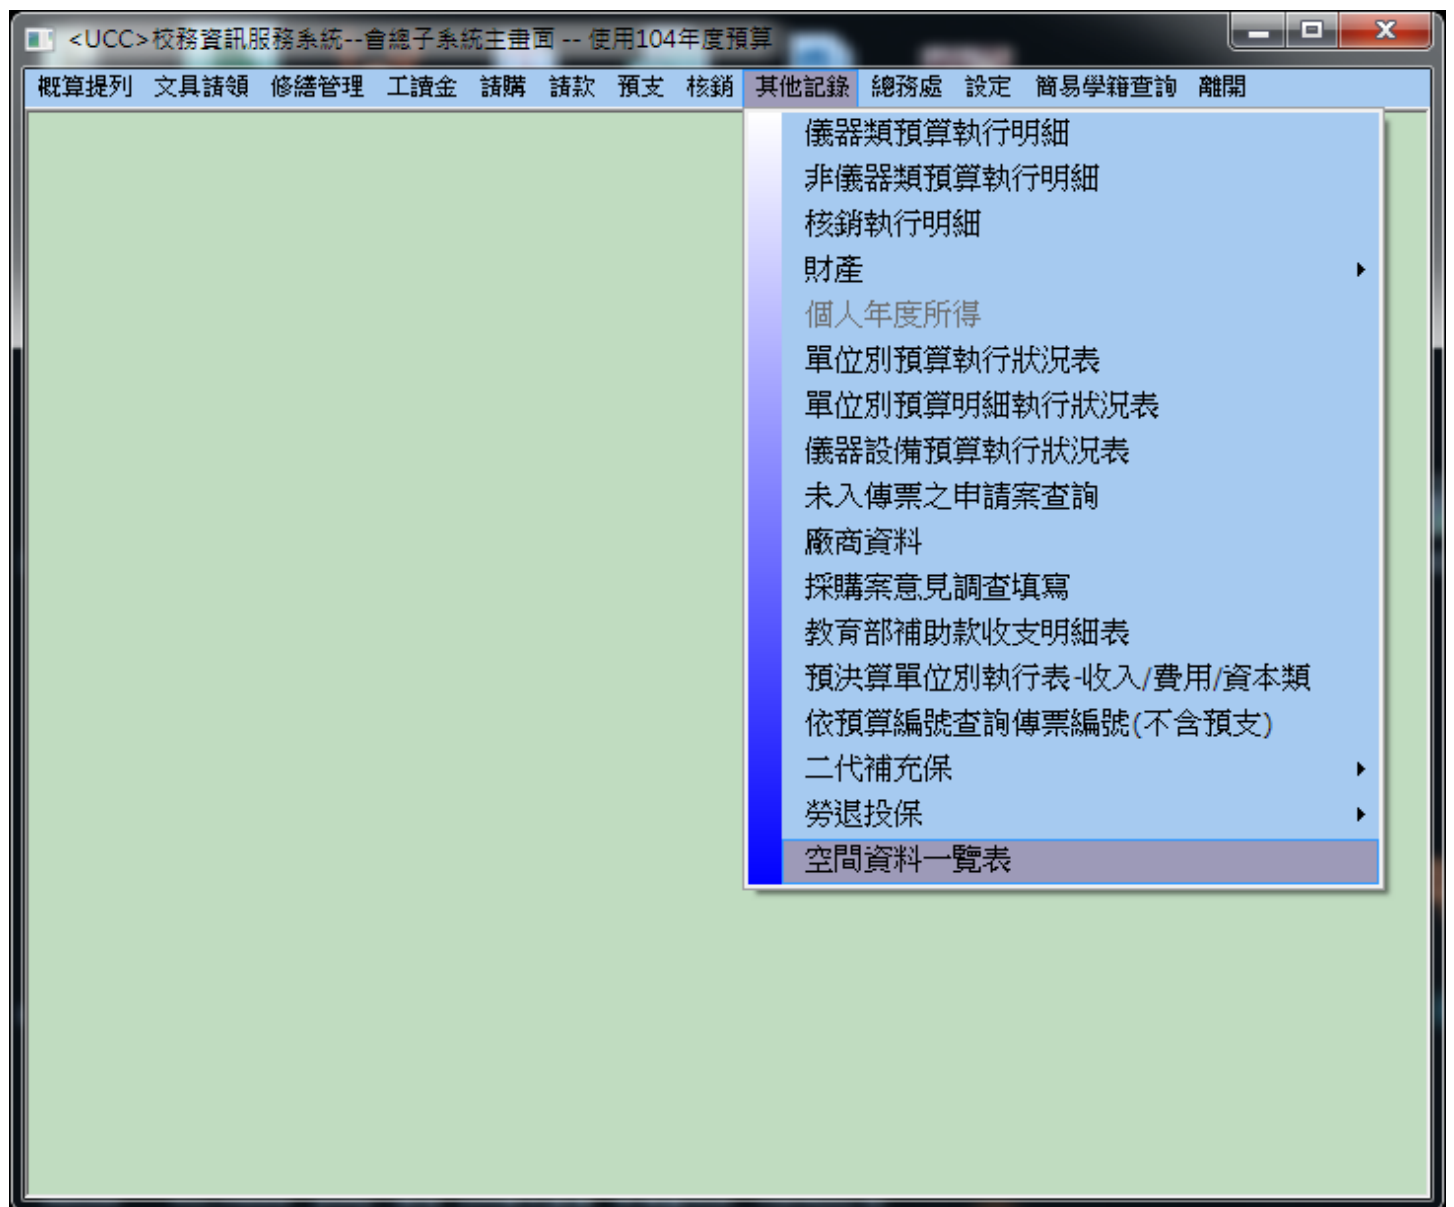 <UCC>校務資訊服務系統--會總子系統主畫面 -- 使用104年度預算
概算提列 文具請領 修繕管理 工讀金 請購 請款 預支 核銷 其他記錄 總務處 設定 簡易學籍查詢 離開
儀器類預算執行明細
非儀器類預算執行明細
核銷執行明細
財產
個人年度所得
單位別預算執行狀況表
單位別預算明細執行狀況表
儀器設備預算執行狀況表
未入傳票之申請案查詢
廠商資料
採購案意見調查填寫
教育部補助款收支明細表
預決算單位別執行表-收入/費用/資本類
依預算編號查詢傳票編號(不含預支)
二代補充保
勞退投保
空間資料一覽表